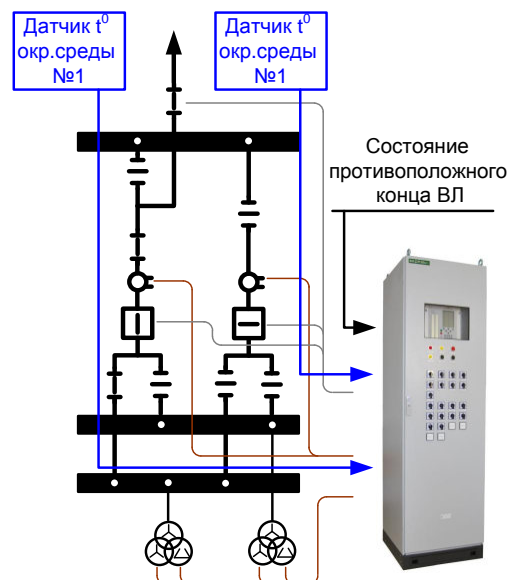 Датчик t⁰
окр.среды
№1
Датчик t⁰
окр.среды
№1
Состояние
противоположного
конца ВЛ